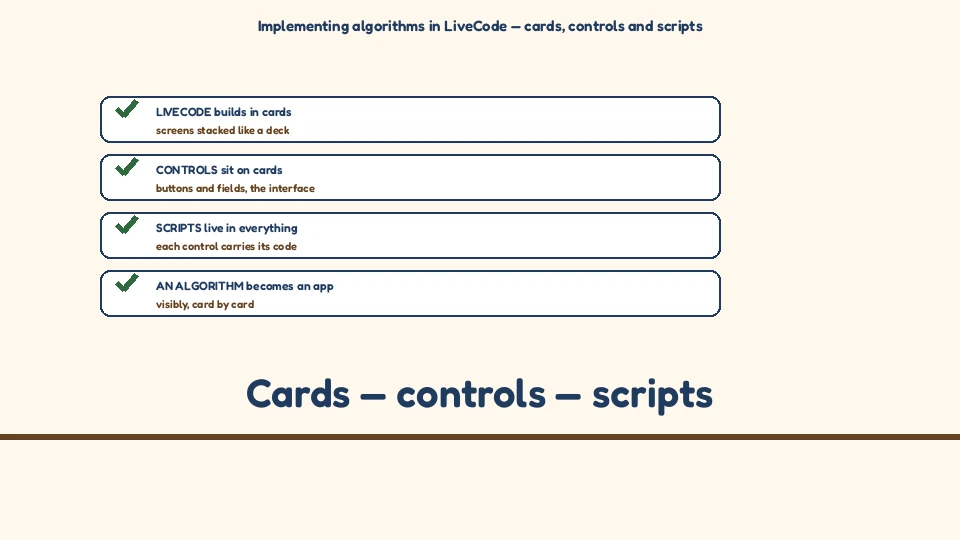 Implementing algorithms in LiveCode — cards, controls and scripts
LIVECODE builds in cards
screens stacked like a deck
CONTROLS sit on cards
buttons and fields, the interface
SCRIPTS live in everything
each control carries its code
AN ALGORITHM becomes an app
visibly, card by card
Cards — controls — scripts